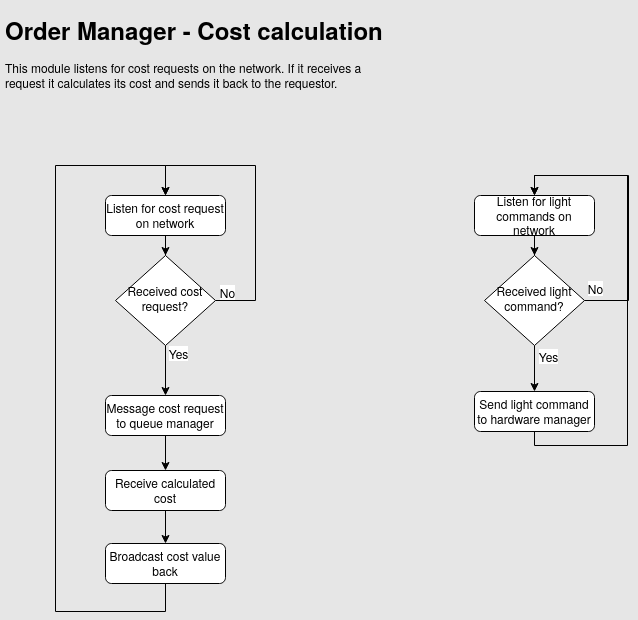 Order Manager - Cost calculation
This module listens for cost requests on the network. If it receives a
request it calculates its cost and sends it back to the requestor.
Listen for cost request
on network
Received cost
request?
No
Yes
Message cost request
to queue manager
Receive calculated
cost
Broadcast cost value
back
Listen for light
commands on
network
Received light
command?
No
Yes
Send light command
to hardware manager